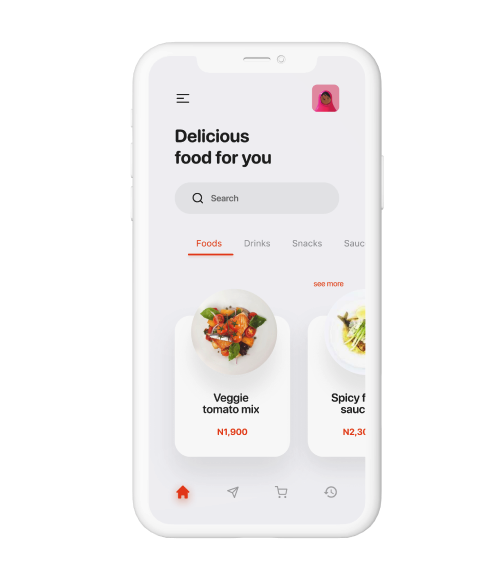 Delicious
food for you
Search
Foods Drinks Snacks Sauc
see more
Veggie
tomato mix
N1,900
Spicy f
sauc
N2,30